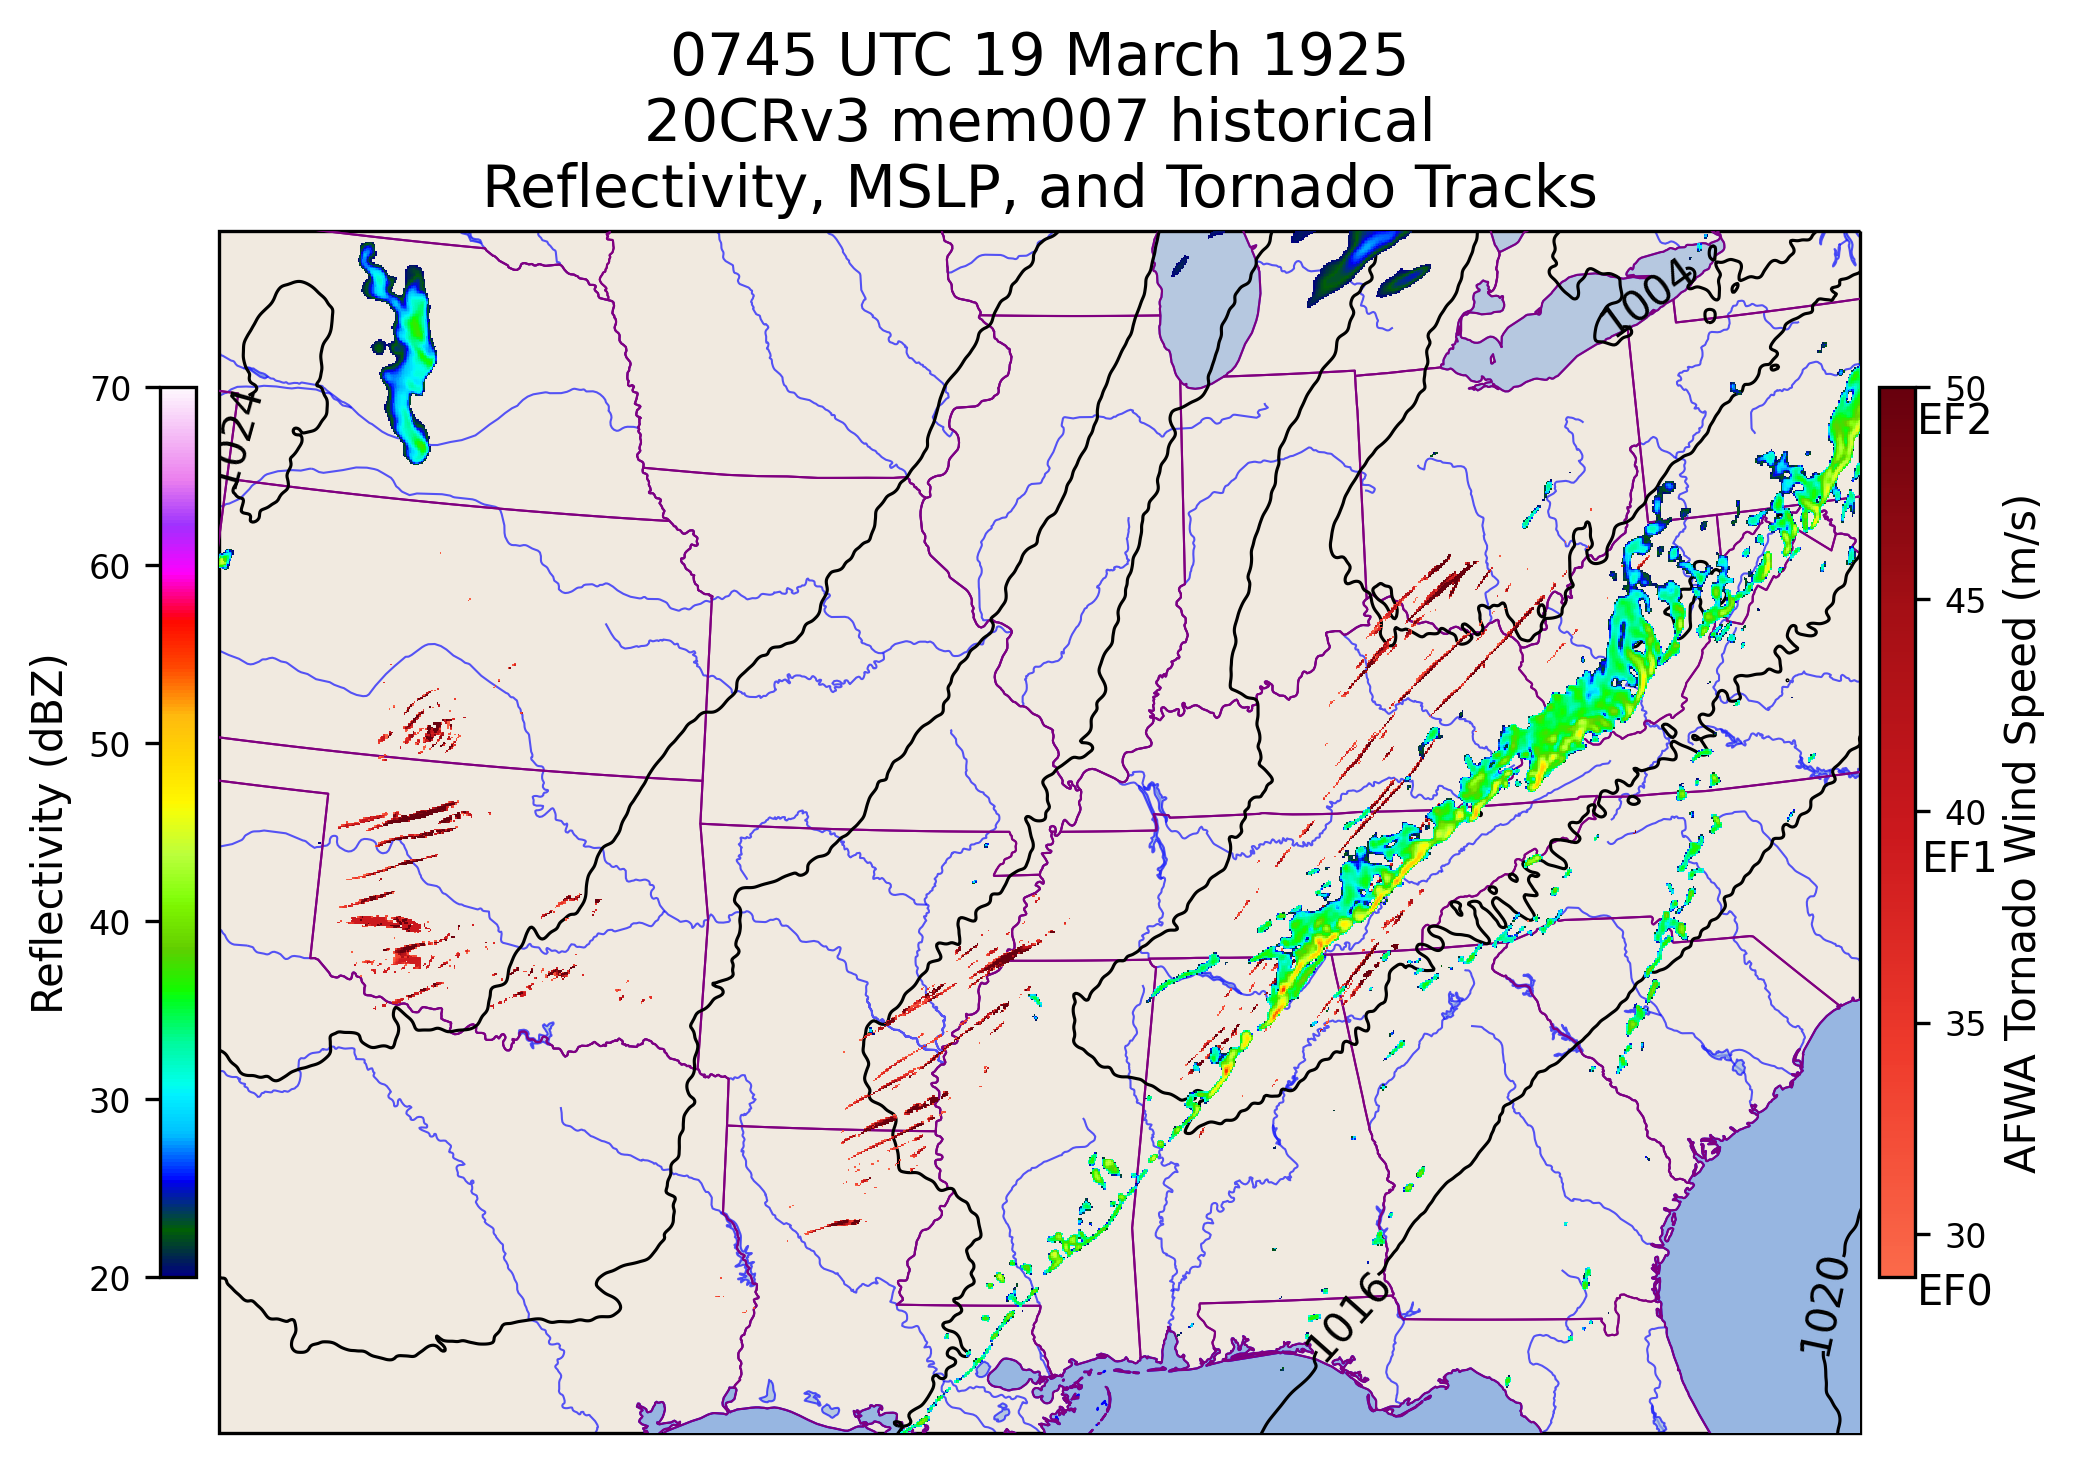 0745 UTC 19 March 1925
20CRv3 mem007 historical
Reflectivity, MSLP, and Tornado Tracks
Reflectivity (dBZ)
70
60
50
40
30
20
1024
1004
1016
1020
50
EF2
45
40
EF1
35
30
EF0
AFWA Tornado Wind Speed (m/s)